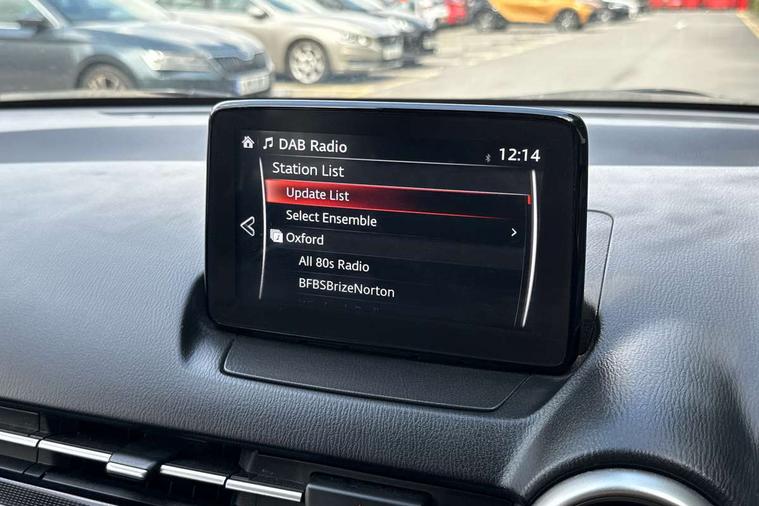 DAB Radio
12:14
Station List
Update List
Select Ensemble
Oxford
All 80s Radio
BFBSBrizeNorton